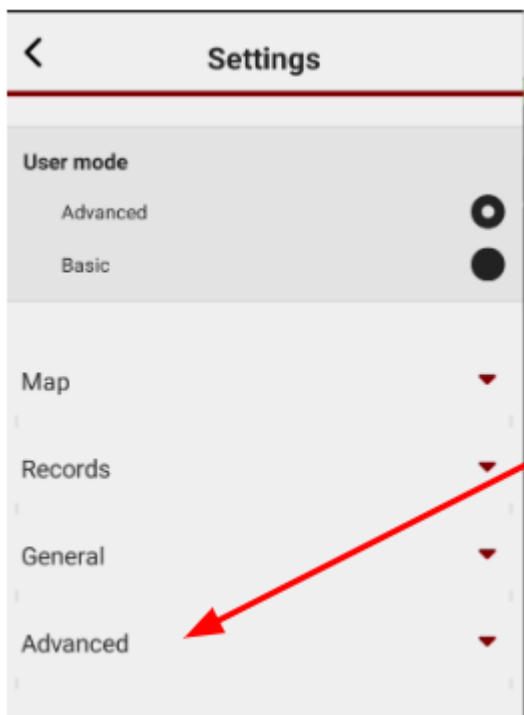 Settings
User mode
Advanced
Basic
Map
Records
General
Advanced